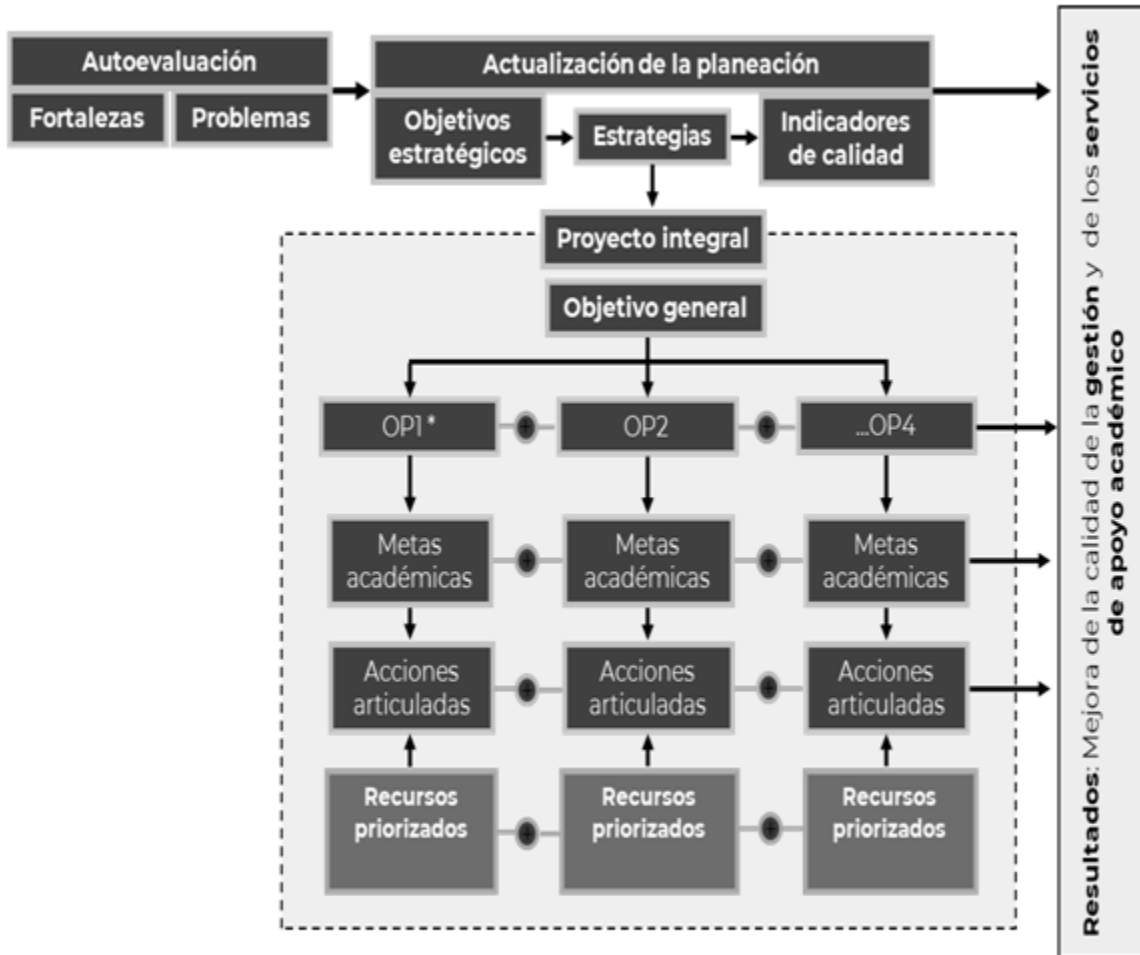 Autoevaluación
Fortalezas
Problemas
Actualización de la planeación
Objetivos
estratégicos
Estrategias
Indicadores
de calidad
Proyecto integral
Objetivo general
OP1 *
OP2
...OP4
Metas
académicas
Metas
académicas
Metas
académicas
Acciones
articuladas
Acciones
articuladas
Acciones
articuladas
Recursos
priorizados
Recursos
priorizados
Recursos
priorizados
Resultados: Mejora de la calidad de la gestión y de los servicios
de apoyo académico